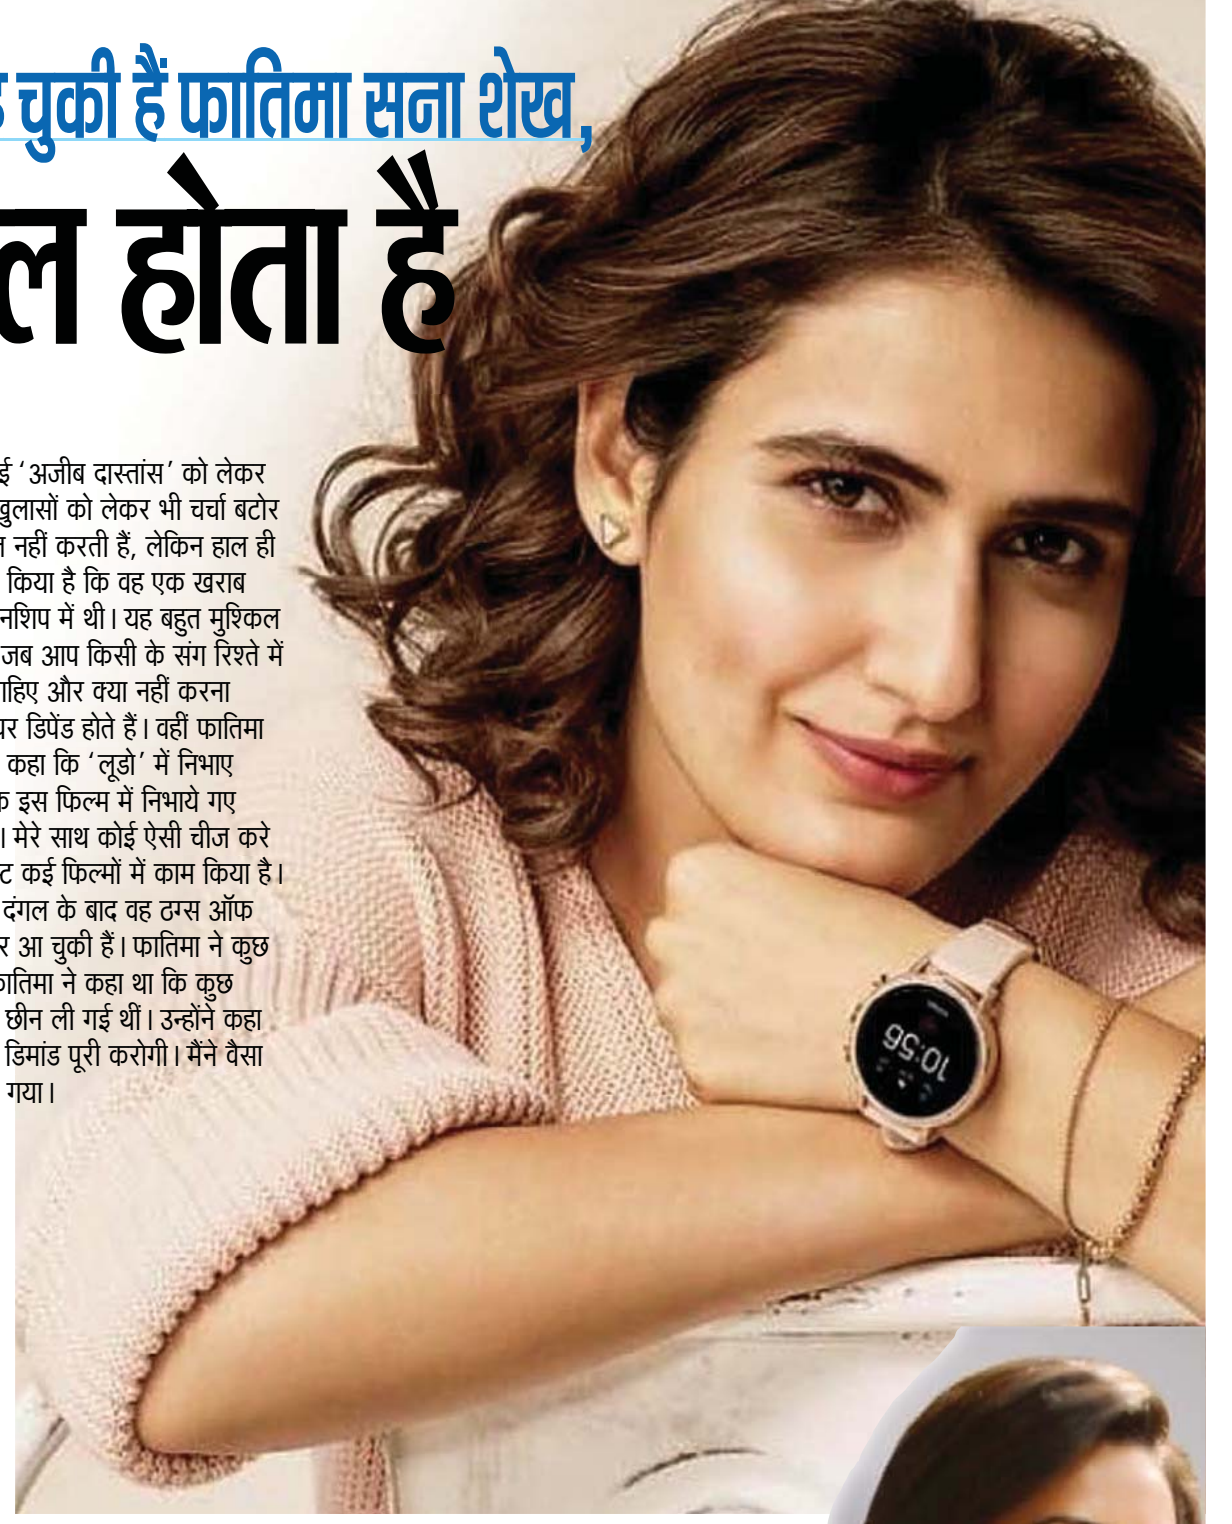 चुकी हैं फातिमा सना शेख,
ल होता है
ई ‘अजीब दास्तांस’ को लेकर
खुलासों को लेकर भी चर्चा बटोर
नहीं करती हैं, लेकिन हाल ही
किया है कि वह एक खराब
नशिप में थी। यह बहुत मुश्किल
जब आप किसी के संग रिश्ते में
ाहिए और क्या नहीं करना
पर डिपेंड होते हैं। वहीं फातिमा
कहा कि ‘लूडो’ में निभाए
क इस फिल्म में निभाये गए
। मेरे साथ कोई ऐसी चीज करे
ट कई फिल्मों में काम किया है।
दंगल के बाद वह ठग्स ऑफ
र आ चुकी हैं। फातिमा ने कुछ
फातिमा ने कहा था कि कुछ
छीन ली गई थीं। उन्होंने कहा
डिमांड पूरी करोगी। मैंने वैसा
गया।
10:56